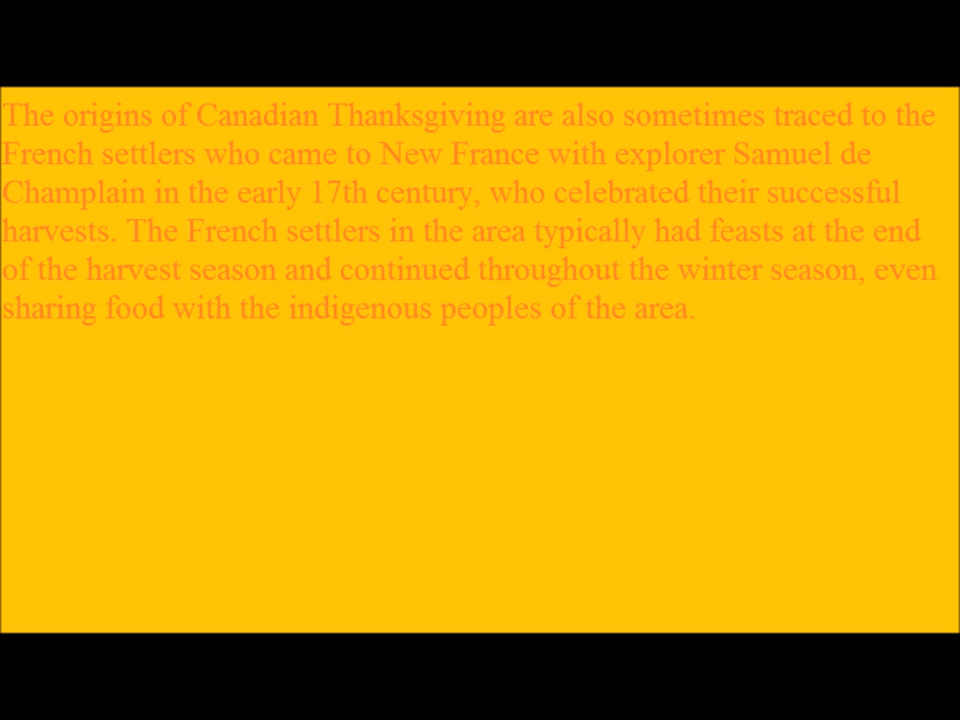 The origins of Canadian Thanksgiving are also sometimes traced to the
French settlers who came to New France with explorer Samuel de
Champlain in the early 17th century, who celebrated their successful
harvests. The French settlers in the area typically had feasts at the end
of the harvest season and continued throughout the winter season, even
sharing food with the indigenous peoples of the area.